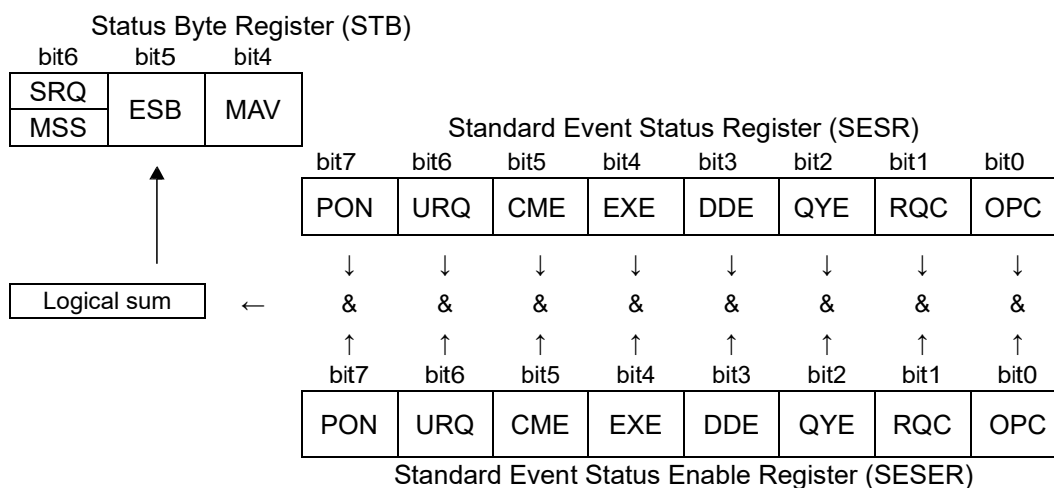 Status Byte Register (STB)
bit6 bit5 bit4
SRQ
MSS
ESB MAV
Standard Event Status Register (SESR)
bit7 bit6 bit5 bit4 bit3 bit2 bit1 bit0
PON URQ CME EXE DDE QYE RQC OPC
↓ ↓ ↓ ↓ ↓ ↓ ↓ ↓
Logical sum ← & & & & & & & &
↑ ↑ ↑ ↑ ↑ ↑ ↑ ↑
bit7 bit6 bit5 bit4 bit3 bit2 bit1 bit0
PON URQ CME EXE DDE QYE RQC OPC
Standard Event Status Enable Register (SESER)